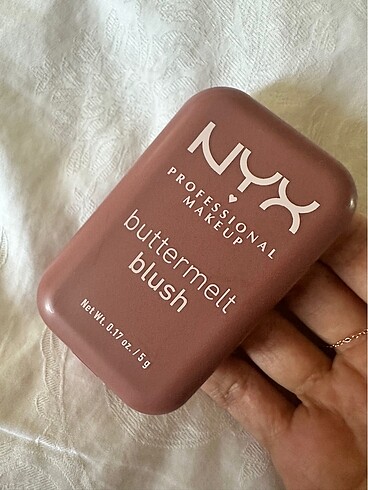 NYX
PROFESSIONAL
MAKEUP
buttermelt
blush
Net Wt. 0.17 oz. / 5 g